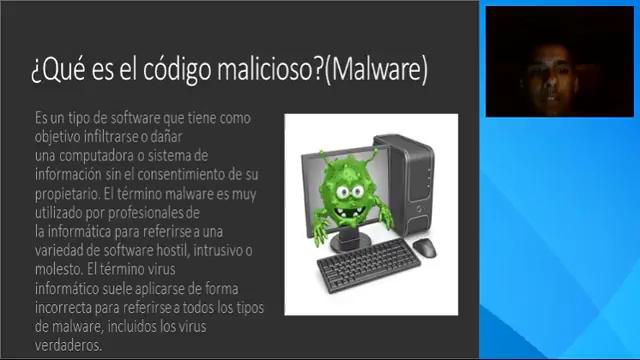 ¿Qué es el código malicioso?(Malware)
Es un tipo de software que tiene como
objetivo infiltrarse o dañar
una computadora o sistema de
información sin el consentimiento de su
propietario. El término malware es muy
utilizado por profesionales de
la informática para referirse a una
variedad de software hostil, intrusivo o
molesto. El término virus
informático suele aplicarse de forma
incorrecta para referirse a todos los tipos
de malware, incluidos los virus
verdaderos.